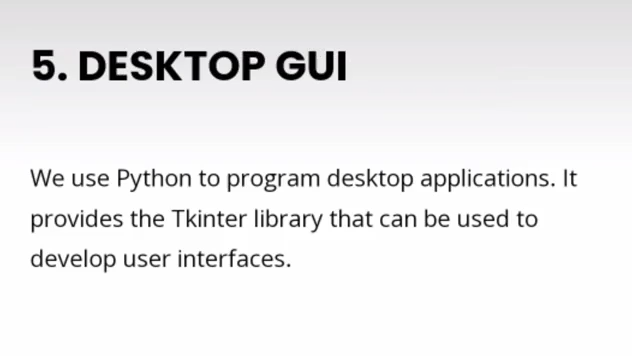 5. DESKTOP GUI
We use Python to program desktop applications. It
provides the Tkinter library that can be used to
develop user interfaces.